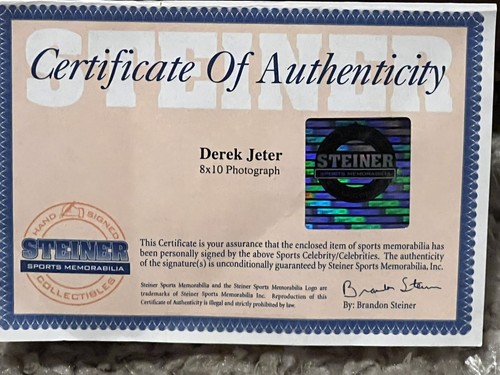 STEINER
Certificate Of Authenticity
Derek Jeter
8x10 Photograph
STEINER
SPORTS MEMORABILIA
HAND SIGNED
STEINER
SPORTS MEMORABILIA
COLLECTIBLES
This Certificate is your assurance that the enclosed item of sports memorabilia has
been personally signed by the above Sports Celebrity/Celebrities. The authenticity
of the signature(s) is unconditionally guaranteed by Steiner Sports Memorabilia, Inc.
Steiner Sports Memorabilia and the Steiner Sports Memorabilia Logo are
trademarks of Steiner Sports Memorabilia Inc. Reproduction of this
Certificate of Authenticity is illegal and strictly prohibited by law.
Brandon Steiner
By: Brandon Steiner